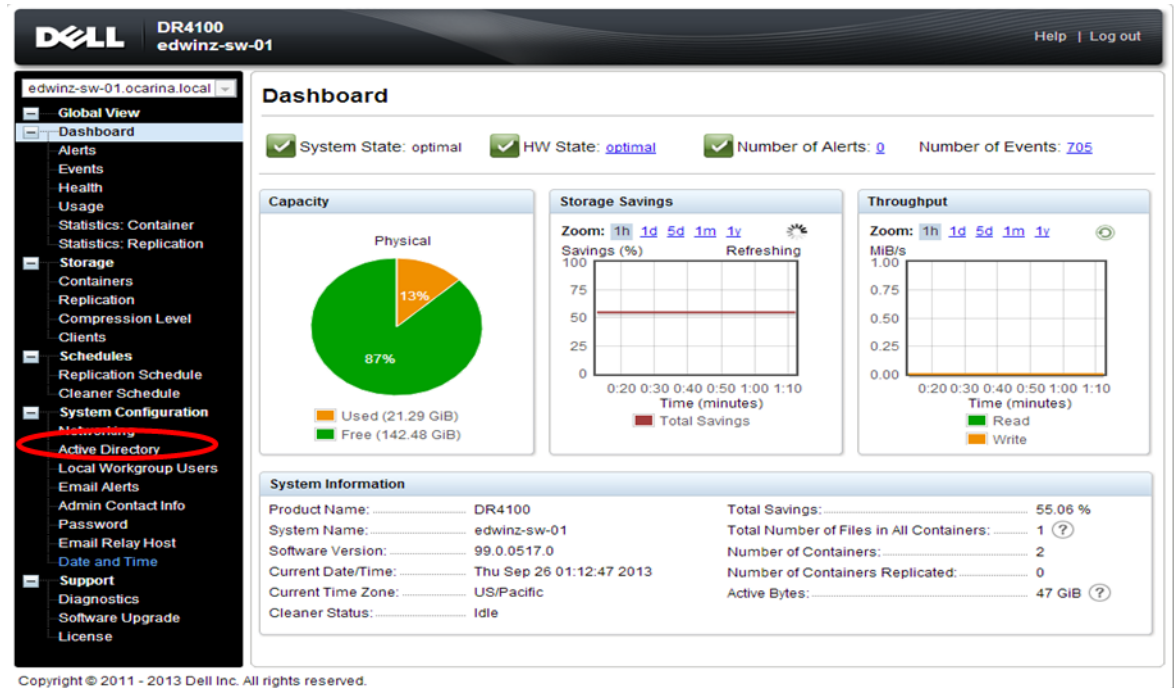 DELL
DR4100
edwinz-sw-01
Help | Log out
edwinz-sw-01.ocarina.local
Global View
Dashboard
Alerts
Events
Health
Usage
Statistics: Container
Statistics: Replication
Storage
Containers
Replication
Compression Level
Clients
Schedules
Replication Schedule
Cleaner Schedule
System Configuration
Networking
Active Directory
Local Workgroup Users
Email Alerts
Admin Contact Info
Password
Email Relay Host
Date and Time
Support
Diagnostics
Software Upgrade
License
Dashboard
System State: optimal HW State: optimal Number of Alerts: 0 Number of Events: 705
Capacity
Physical
13%
87%
Used (21.29 GiB)
Free (142.48 GiB)
Storage Savings
Zoom: 1h 1d 5d 1m 1y
Savings (%) Refreshing
100
75
50
25
0
0:20 0:30 0:40 0:50 1:00 1:10
Time (minutes)
Total Savings
Throughput
Zoom: 1h 1d 5d 1m 1y
MiB/s
1.00
0.75
0.50
0.25
0.00
0:20 0:30 0:40 0:50 1:00 1:10
Time (minutes)
Read
Write
System Information
Product Name: DR4100
System Name: edwinz-sw-01
Software Version: 99.0.0517.0
Current Date/Time: Thu Sep 26 01:12:47 2013
Current Time Zone: US/Pacific
Cleaner Status: Idle
Total Savings: 55.06 %
Total Number of Files in All Containers: 1 ?
Number of Containers: 2
Number of Containers Replicated: 0
Active Bytes: 47 GiB ?
Copyright © 2011 - 2013 Dell Inc. All rights reserved.